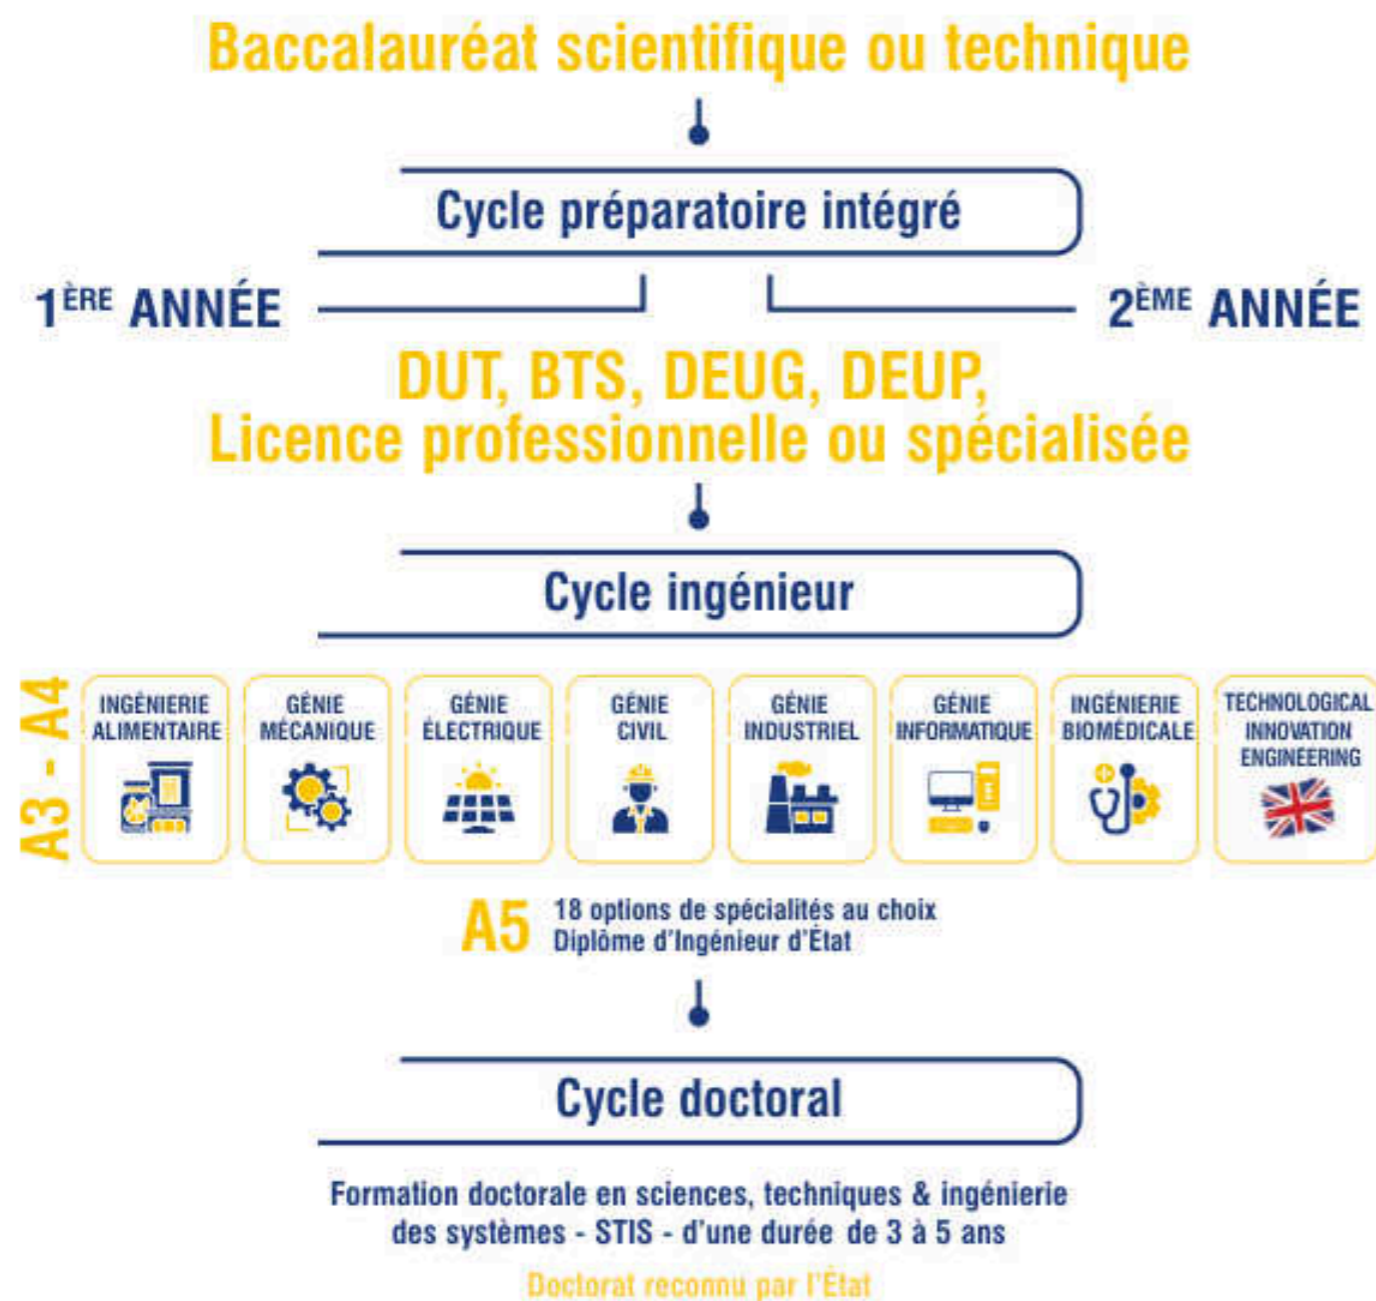 Baccalauréat scientifique ou technique
Cycle préparatoire intégré
1ÈRE ANNÉE
2ÈME ANNÉE
DUT, BTS, DEUG, DEUP,
Licence professionnelle ou spécialisée
Cycle ingénieur
A3 - A4
INGÉNIERIE
ALIMENTAIRE
GÉNIE
MÉCANIQUE
GÉNIE
ÉLECTRIQUE
GÉNIE
CIVIL
GÉNIE
INDUSTRIEL
GÉNIE
INFORMATIQUE
INGÉNIERIE
BIOMÉDICALE
TECHNOLOGICAL
INNOVATION
ENGINEERING
A5
18 options de spécialités au choix
Diplôme d'Ingénieur d'État
Cycle doctoral
Formation doctorale en sciences, techniques & ingénierie
des systèmes - STIS - d'une durée de 3 à 5 ans
Doctorat reconnu par l'État